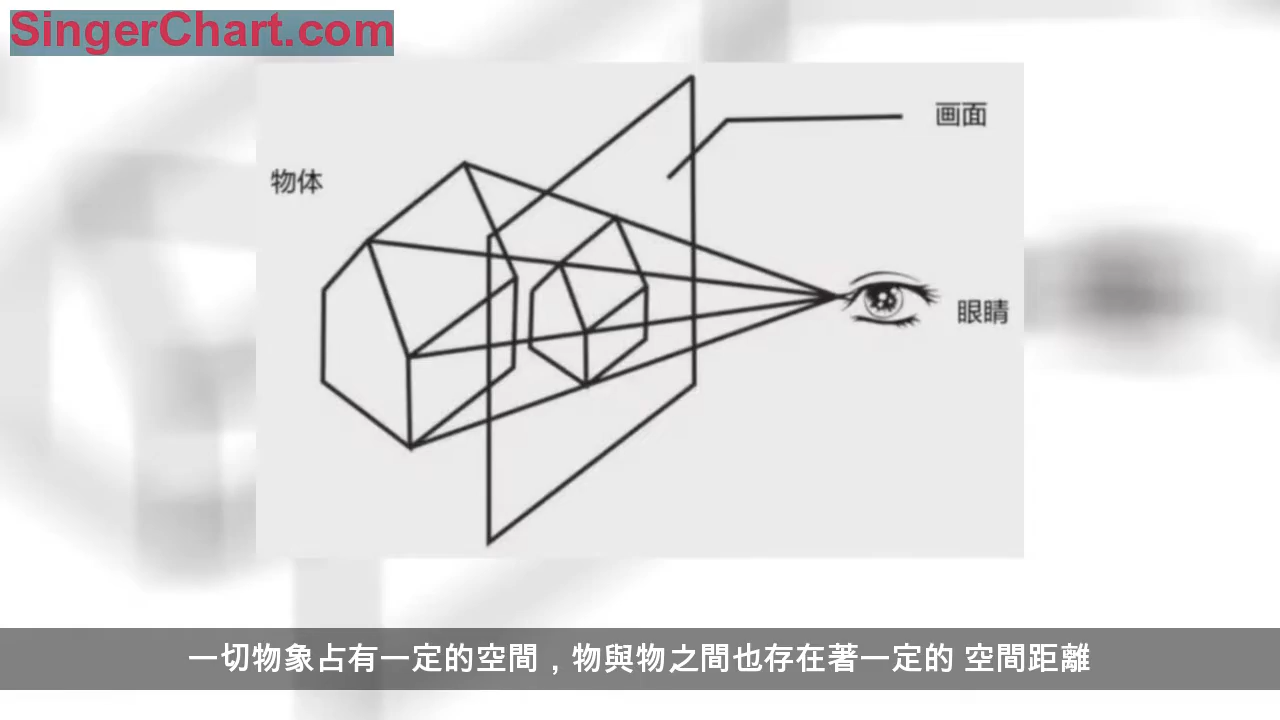 SingerChart.com
画面
物体
眼睛
一切物象占有一定的空間，物與物之間也存在著一定的 空間距離